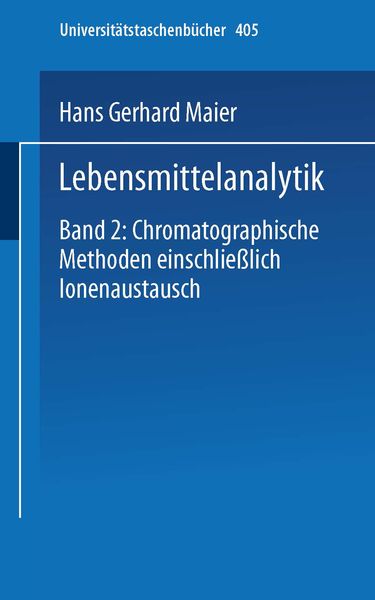 Universitätstaschenbücher 405
Hans Gerhard Maier
Lebensmittelanalytik
Band 2: Chromatographische
Methoden einschließlich
Ionenaustausch